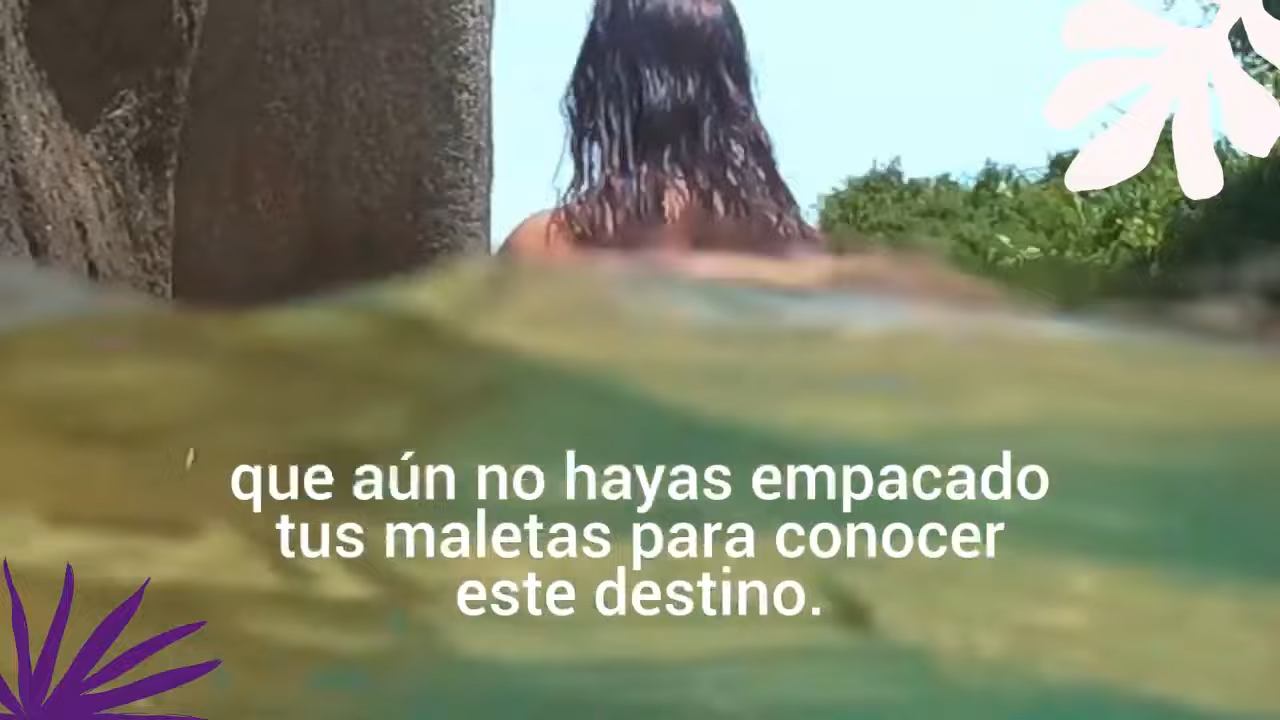 que aún no hayas empacado
tus maletas para conocer
este destino.